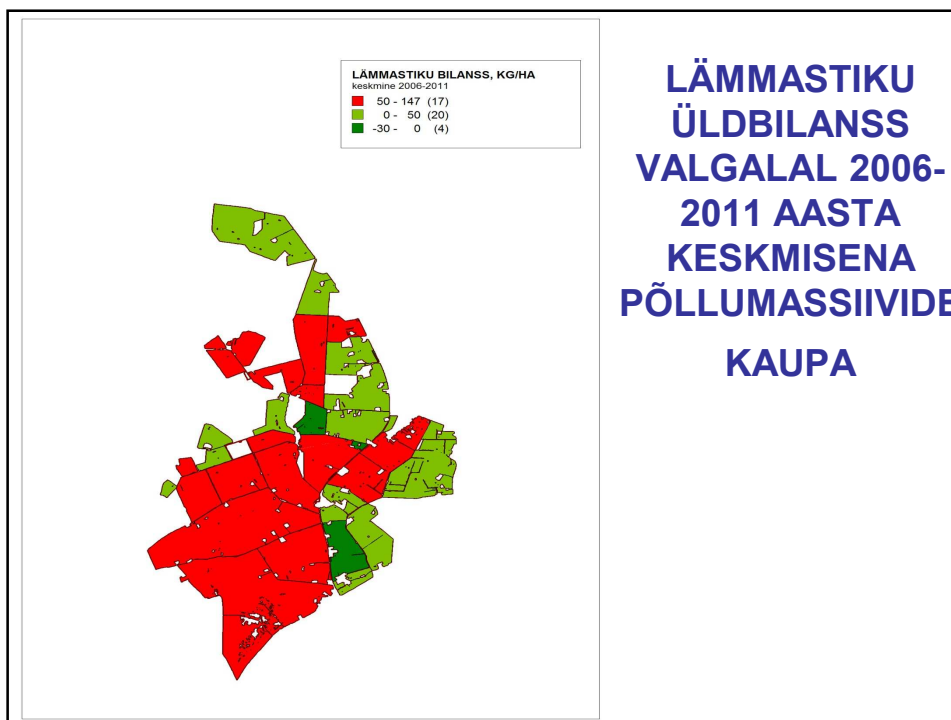 LÄMMASTIKU BILANSS, KG/HA
keskmine 2006-2011
50 - 147 (17)
0 - 50 (20)
-30 - 0 (4)
LÄMMASTIKU
ÜLDBILANSS
VALGALAL 2006-
2011 AASTA
KESKMISENA
PÕLLUMASSIIVIDE
KAUPA